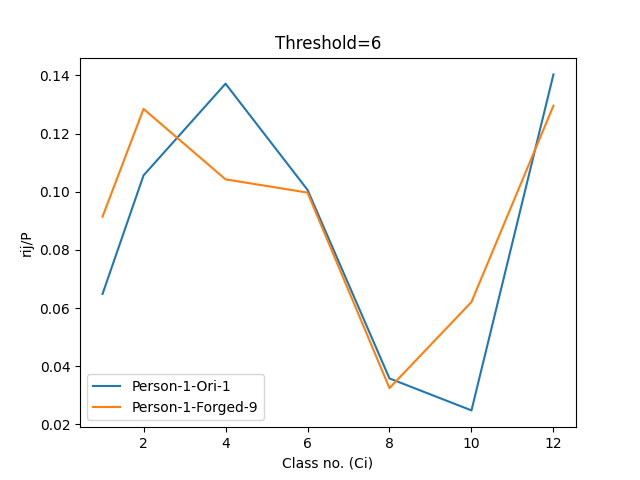 Threshold=6
0.14
0.12
0.10
0.08
0.06
0.04
0.02
rij/P
Person-1-Ori-1
Person-1-Forged-9
2 4 6 8 10 12
Class no. (Ci)